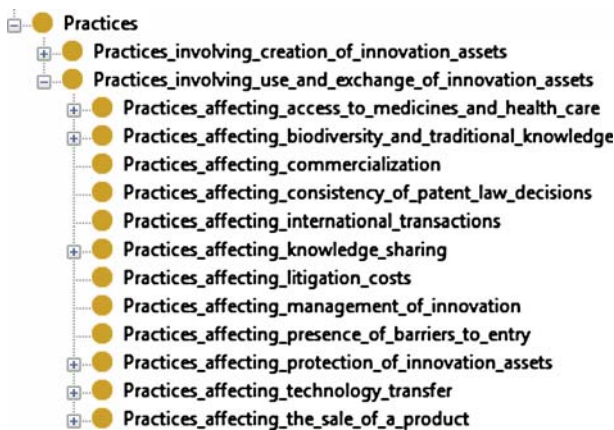 Practices
Practices_involving_creation_of_innovation_assets
Practices_involving_use_and_exchange_of_innovation_assets
Practices_affecting_access_to_medicines_and_health_care
Practices_affecting_biodiversity_and_traditional_knowledge
Practices_affecting_commercialization
Practices_affecting_consistency_of_patent_law_decisions
Practices_affecting_international_transactions
Practices_affecting_knowledge_sharing
Practices_affecting_litigation_costs
Practices_affecting_management_of_innovation
Practices_affecting_presence_of_barriers_to_entry
Practices_affecting_protection_of_innovation_assets
Practices_affecting_technology_transfer
Practices_affecting_the_sale_of_a_product